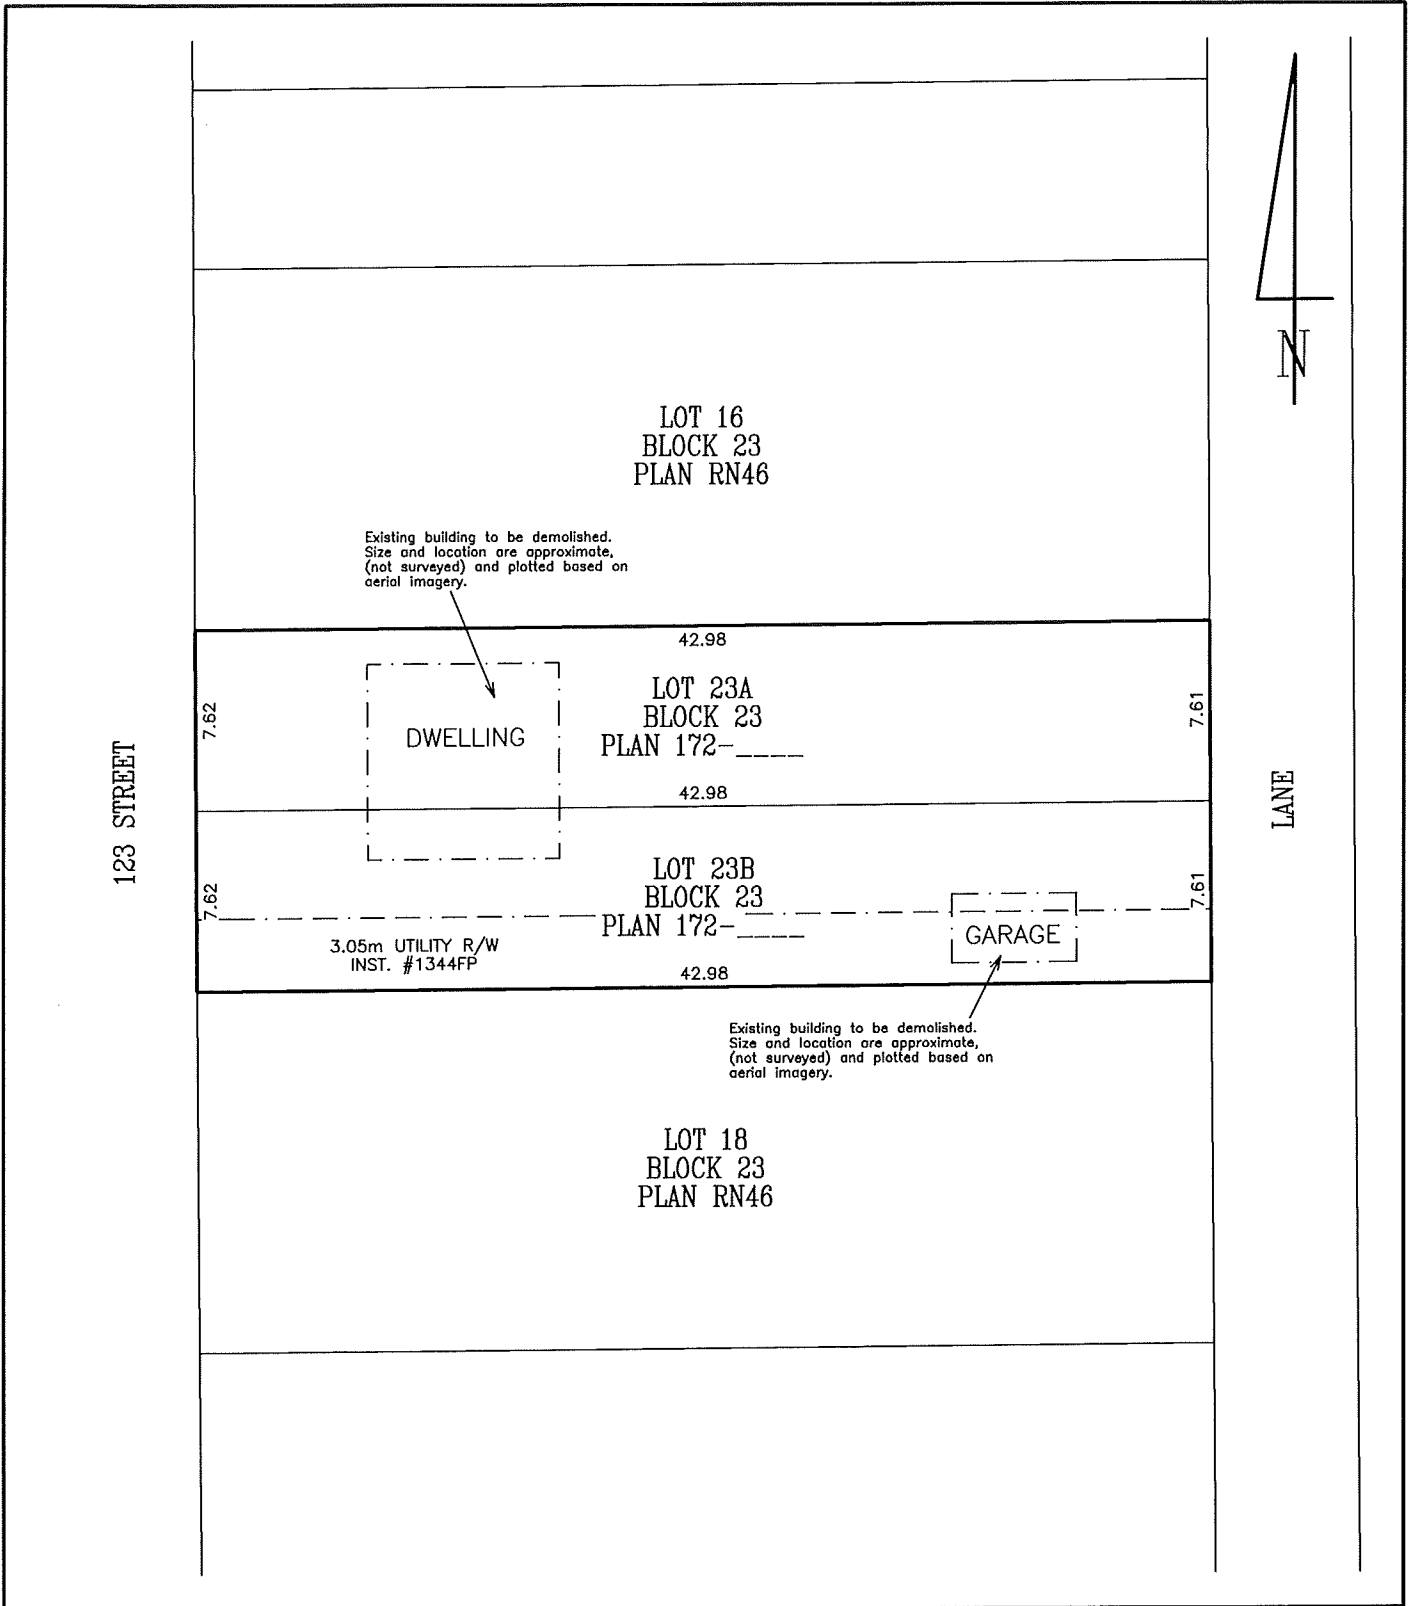 N
LOT 16
BLOCK 23
PLAN RN46
Existing building to be demolished.
Size and location are approximate,
(not surveyed) and plotted based on
aerial imagery.
42.98
7.62
LOT 23A
BLOCK 23
PLAN 172-____
7.61
DWELLING
42.98
123 STREET
LANE
7.62
LOT 23B
BLOCK 23
PLAN 172-____
7.61
GARAGE
3.05m UTILITY R/W
INST. #1344FP
42.98
Existing building to be demolished.
Size and location are approximate,
(not surveyed) and plotted based on
aerial imagery.
LOT 18
BLOCK 23
PLAN RN46